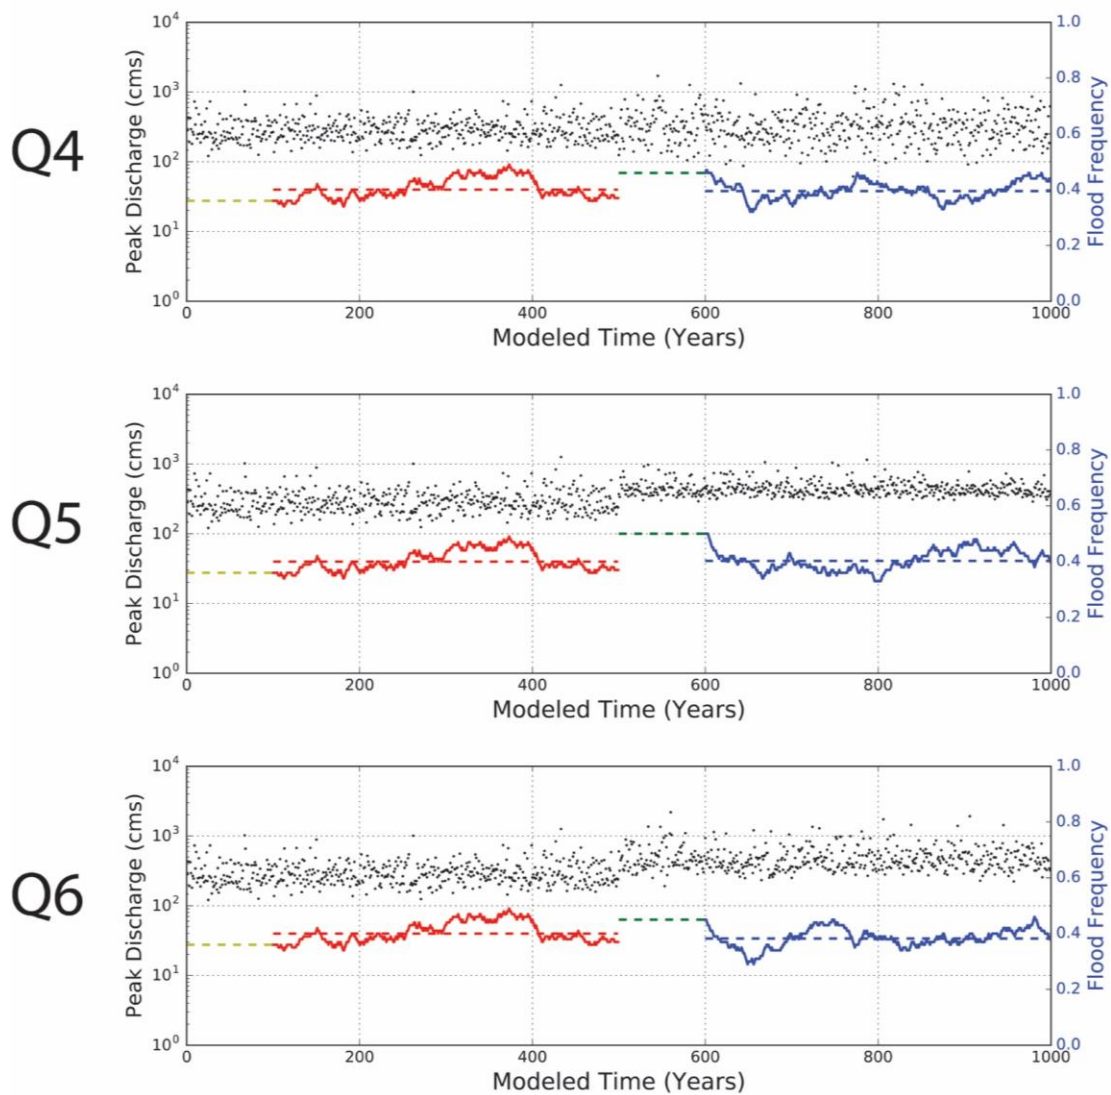 Q4
Peak Discharge (cms)
10^4
10^3
10^2
10^1
10^0
0 200 400 600 800 1000
Modeled Time (Years)
1.0
0.8
0.6
0.4
0.2
0.0
Flood Frequency
Q5
Peak Discharge (cms)
10^4
10^3
10^2
10^1
10^0
0 200 400 600 800 1000
Modeled Time (Years)
1.0
0.8
0.6
0.4
0.2
0.0
Flood Frequency
Q6
Peak Discharge (cms)
10^4
10^3
10^2
10^1
10^0
0 200 400 600 800 1000
Modeled Time (Years)
1.0
0.8
0.6
0.4
0.2
0.0
Flood Frequency